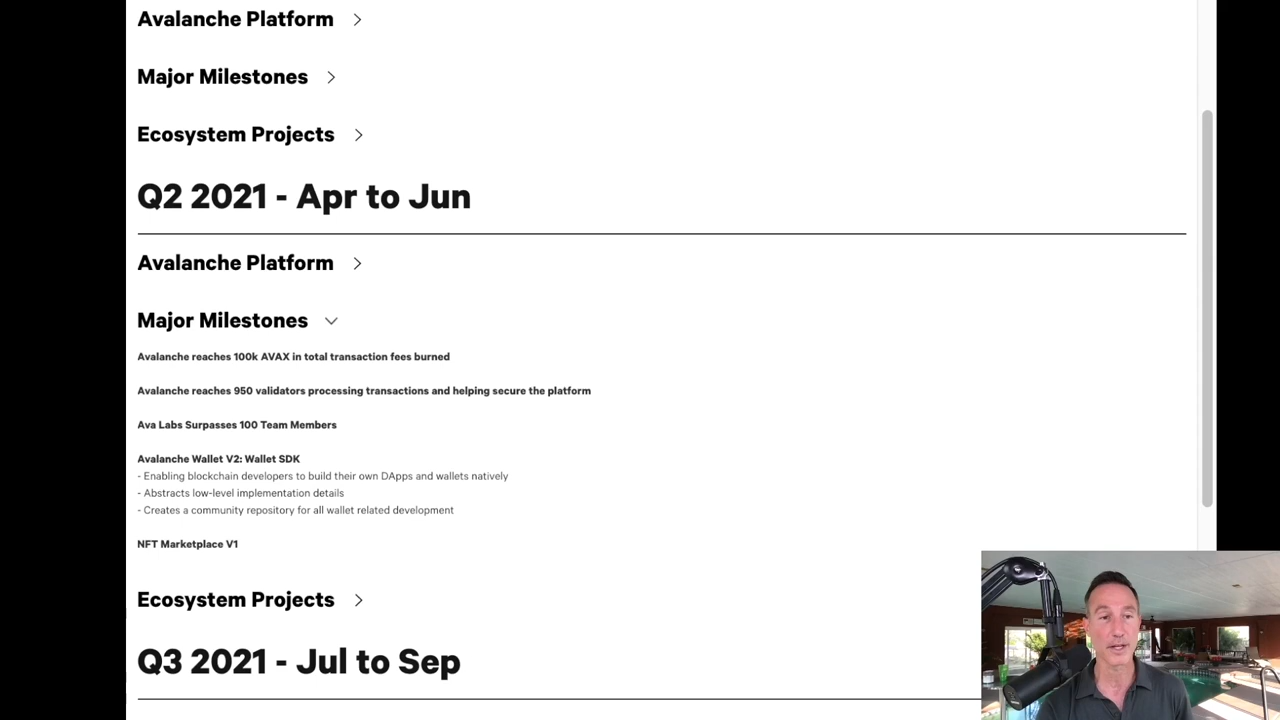 Avalanche Platform
Major Milestones
Ecosystem Projects
Q2 2021 - Apr to Jun
Avalanche Platform
Major Milestones
Avalanche reaches 100k AVAX in total transaction fees burned
Avalanche reaches 950 validators processing transactions and helping secure the platform
Ava Labs Surpasses 100 Team Members
Avalanche Wallet V2: Wallet SDK
- Enabling blockchain developers to build their own DApps and wallets natively
- Abstracts low-level implementation details
- Creates a community repository for all wallet related development
NFT Marketplace V1
Ecosystem Projects
Q3 2021 - Jul to Sep